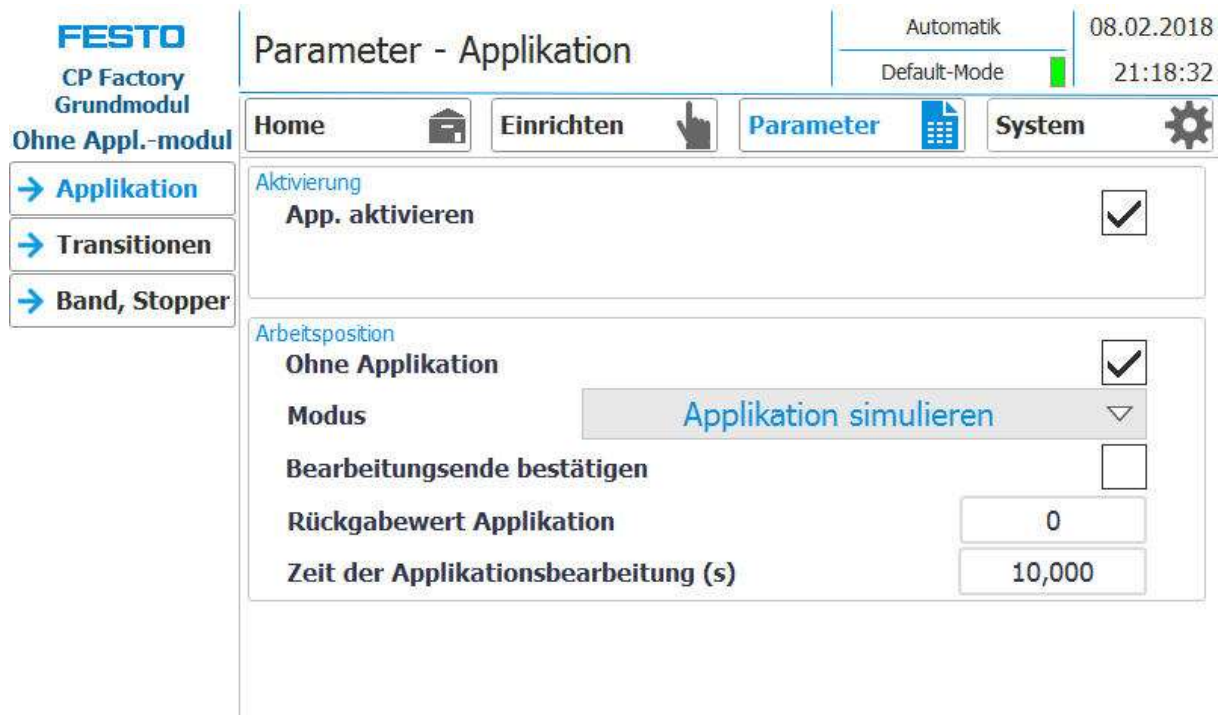 FESTO
CP Factory
Grundmodul
Ohne Appl.-modul
Parameter - Applikation
Automatik
Default-Mode
08.02.2018
21:18:32
Home
Einrichten
Parameter
System
Applikation
Transitionen
Band, Stopper
Aktivierung
App. aktivieren
Arbeitsposition
Ohne Applikation
Modus Applikation simulieren
Bearbeitungsende bestätigen
Rückgabewert Applikation 0
Zeit der Applikationsbearbeitung (s) 10,000